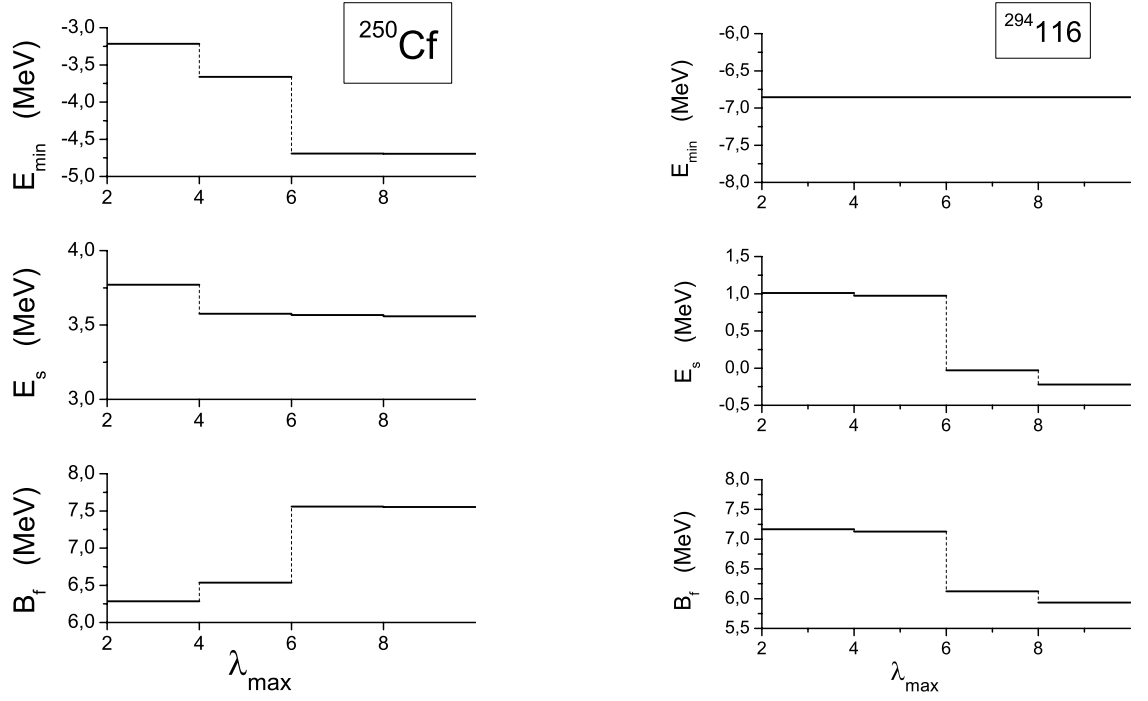 ²⁵⁰Cf
E_min (MeV)
-3,0
-3,5
-4,0
-4,5
-5,0
2 4 6 8
E_s (MeV)
4,0
3,5
3,0
2 4 6 8
B_f (MeV)
8,0
7,5
7,0
6,5
6,0
2 4 6 8
λ_max
²⁹⁴116
E_min (MeV)
-6,0
-6,5
-7,0
-7,5
-8,0
2 4 6 8
E_s (MeV)
1,5
1,0
0,5
0,0
-0,5
2 4 6 8
B_f (MeV)
8,0
7,5
7,0
6,5
6,0
5,5
2 4 6 8
λ_max